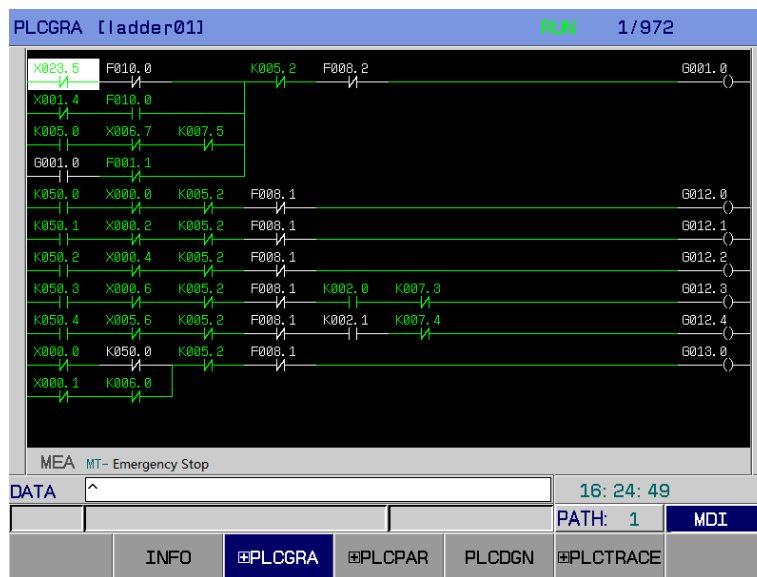 PLCGRA [ladder01] RUN 1/972
X023.5 F010.0 K005.2 F008.2 G001.0
X001.4 F010.0
K005.0 X006.7 K007.5
G001.0 F001.1
K050.0 X000.0 K005.2 F008.1 G012.0
K050.1 X000.2 K005.2 F008.1 G012.1
K050.2 X000.4 K005.2 F008.1 G012.2
K050.3 X000.6 K005.2 F008.1 K002.0 K007.3 G012.3
K050.4 X005.6 K005.2 F008.1 K002.1 K007.4 G012.4
X000.0 K050.0 K005.2 F008.1 G013.0
X000.1 K006.0
MEA MT- Emergency Stop
DATA ^ 16: 24: 49
PATH: 1 MDI
INFO ⊞PLCGRA ⊞PLCPAR PLCDGN ⊞PLCTRACE